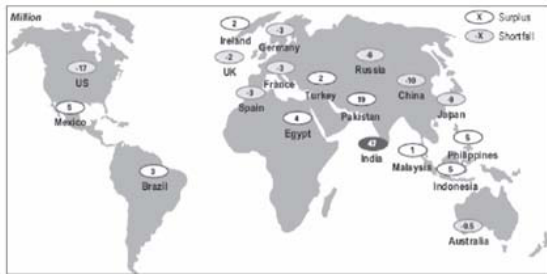 Million
X Surplus
-X Shortfall
2
Ireland
-3
Germany
-2
UK
-3
France
-3
Spain
-6
Russia
2
Turkey
-10
China
-17
US
5
Mexico
19
Pakistan
-9
Japan
4
Egypt
47
India
1
Malaysia
5
Philippines
5
Indonesia
3
Brazil
-0.5
Australia